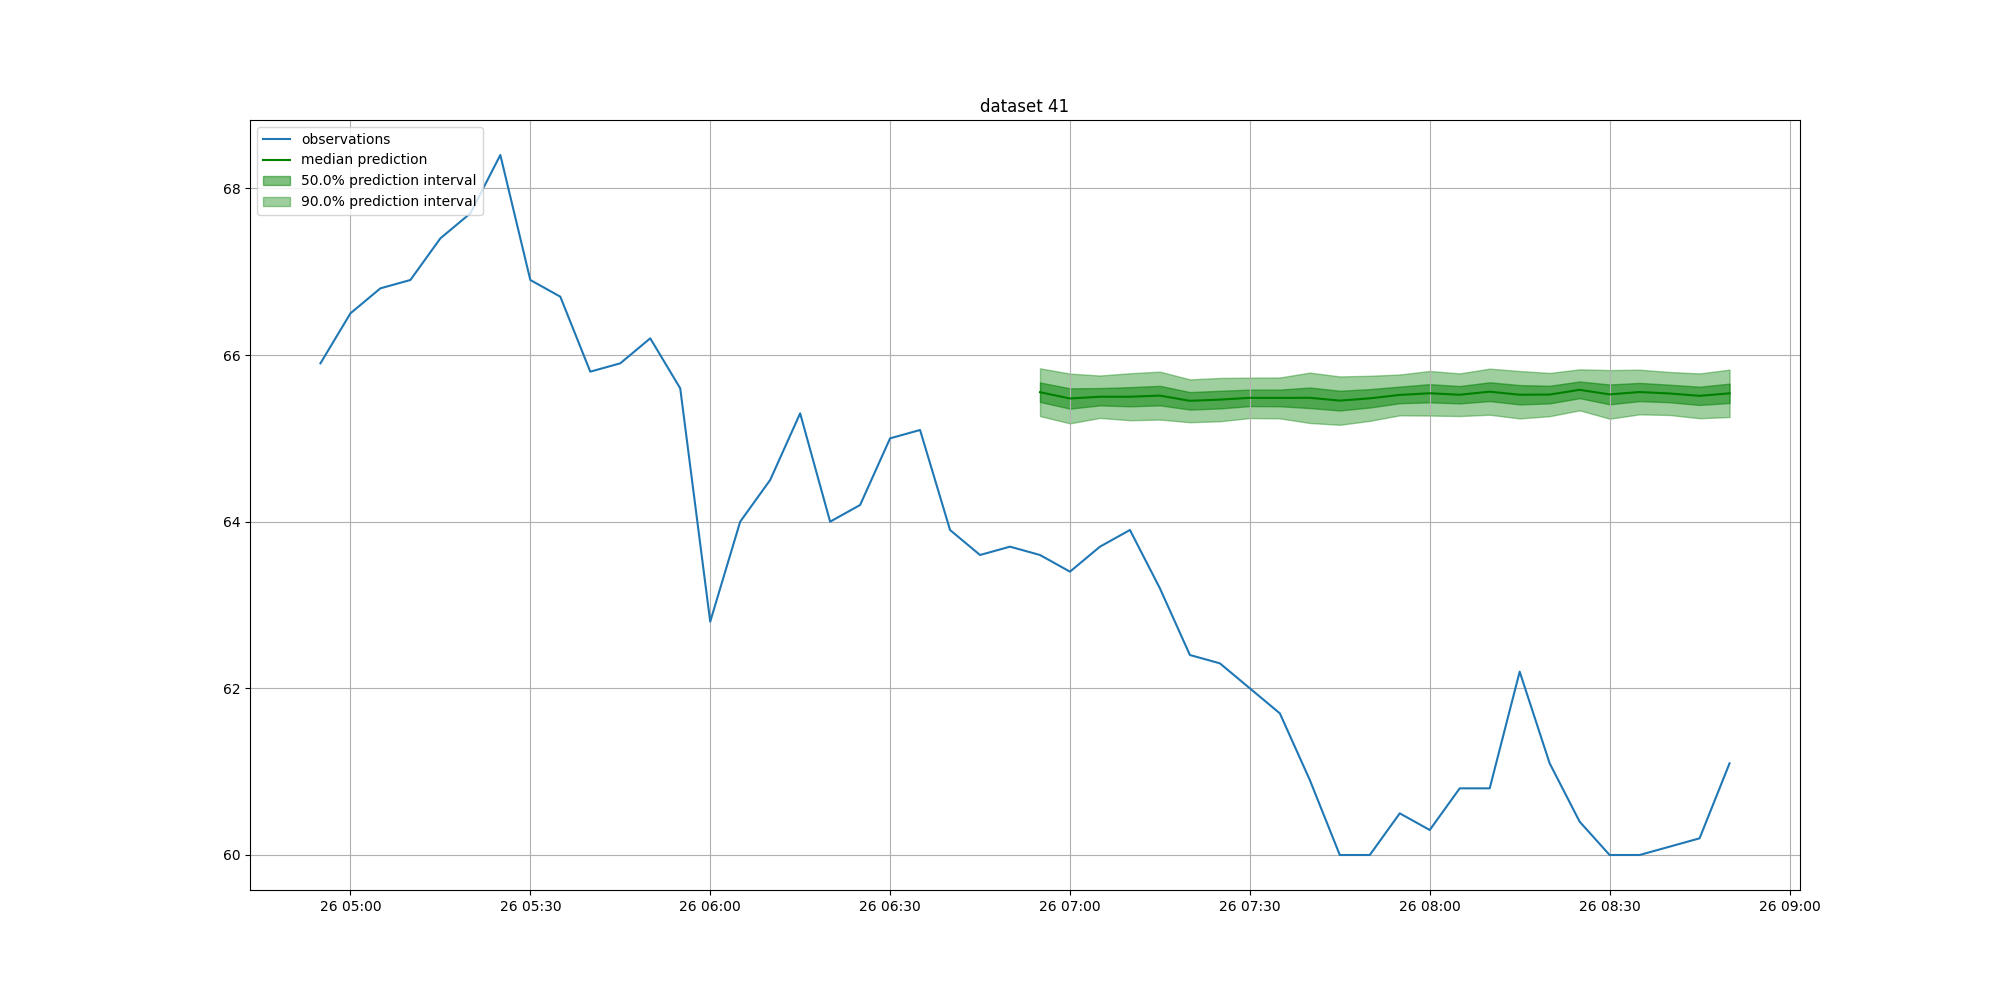 dataset 41
observations
median prediction
50.0% prediction interval
90.0% prediction interval
68
66
64
62
60
26 05:00 26 05:30 26 06:00 26 06:30 26 07:00 26 07:30 26 08:00 26 08:30 26 09:00